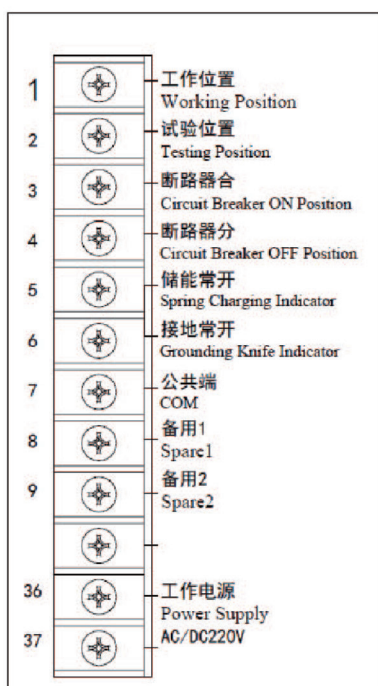 1
工作位置
Working Position
2
试验位置
Testing Position
3
断路器合
Circuit Breaker ON Position
4
断路器分
Circuit Breaker OFF Position
5
储能常开
Spring Charging Indicator
6
接地常开
Grounding Knife Indicator
7
公共端
COM
8
备用1
Spare1
9
备用2
Spare2
36
工作电源
Power Supply
37
AC/DC220V